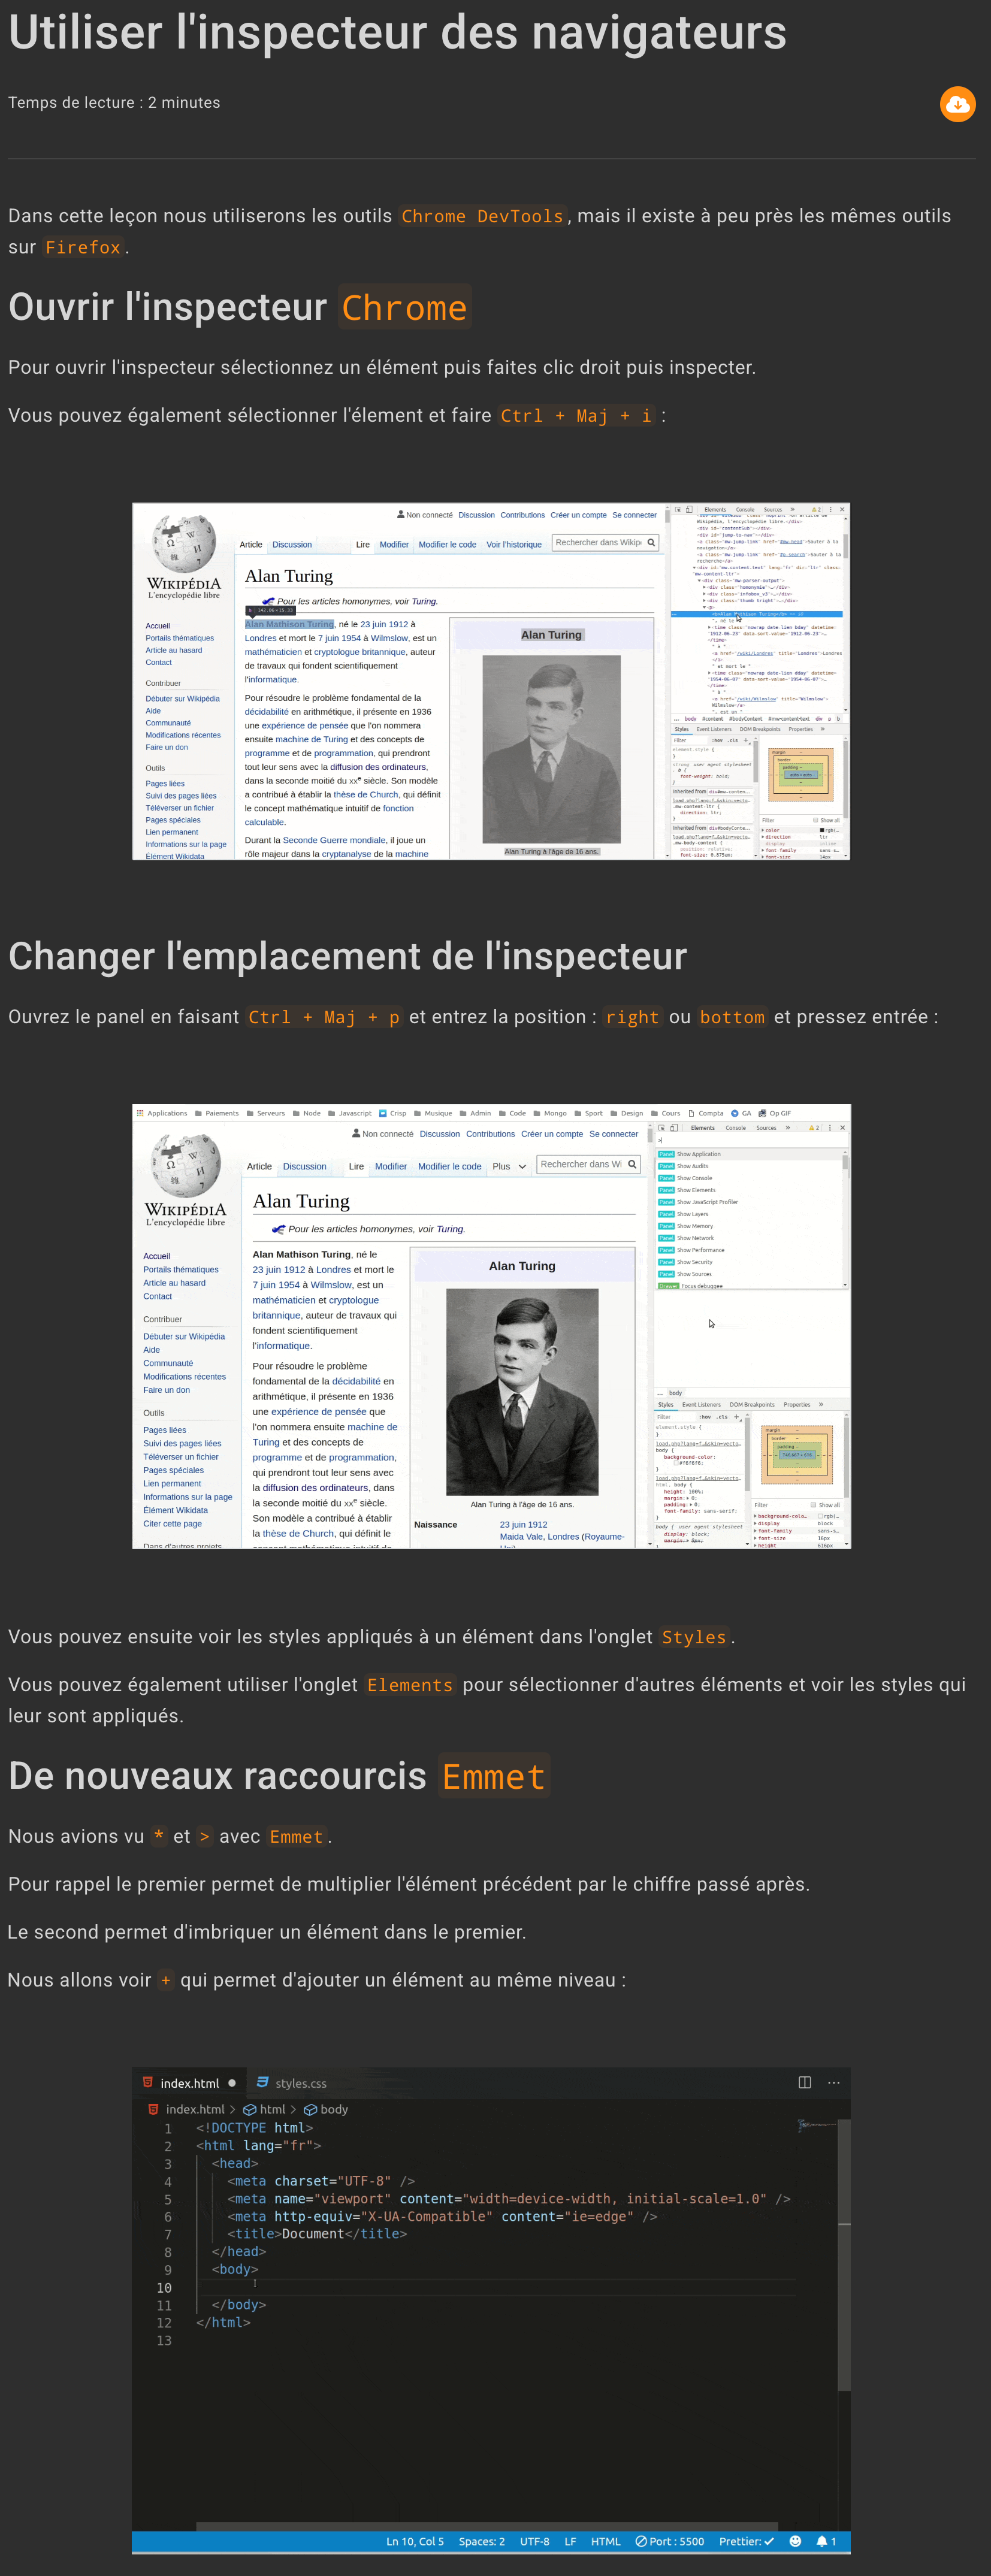 Utiliser l'inspecteur des navigateurs
Temps de lecture : 2 minutes
Dans cette leçon nous utiliserons les outils Chrome DevTools, mais il existe à peu près les mêmes outils
sur Firefox.
Ouvrir l'inspecteur Chrome
Pour ouvrir l'inspecteur sélectionnez un élément puis faites clic droit puis inspecter.
Vous pouvez également sélectionner l'élement et faire Ctrl + Maj + i :
Non connecté Discussion Contributions Créer un compte Se connecter
Article Discussion Lire Modifier Modifier le code Voir l'historique
WIKIPÉDIA
L'encyclopédie libre
Alan Turing
Pour les articles homonymes, voir Turing.
Alan Mathison Turing, né le 23 juin 1912 à
Londres et mort le 7 juin 1954 à Wilmslow, est un
mathématicien et cryptologue britannique, auteur
de travaux qui fondent scientifiquement
l'informatique.
Pour résoudre le problème fondamental de la
décidabilité en arithmétique, il présente en 1936
une expérience de pensée que l'on nommera
ensuite machine de Turing et des concepts de
programme et de programmation, qui prendront
tout leur sens avec la diffusion des ordinateurs,
dans la seconde moitié du XXe siècle. Son modèle
a contribué à établir la thèse de Church, qui définit
le concept mathématique intuitif de fonction
calculable.
Durant la Seconde Guerre mondiale, il joue un
rôle majeur dans la cryptanalyse de la machine
Accueil
Portails thématiques
Article au hasard
Contact
Contribuer
Débuter sur Wikipédia
Aide
Communauté
Modifications récentes
Faire un don
Outils
Pages liées
Suivi des pages liées
Téléverser un fichier
Pages spéciales
Lien permanent
Informations sur la page
Élément Wikidata
Alan Turing
Alan Turing à l'âge de 16 ans.
Elements Console Sources
Styles Event Listeners DOM Breakpoints Properties
Changer l'emplacement de l'inspecteur
Ouvrez le panel en faisant Ctrl + Maj + p et entrez la position : right ou bottom et pressez entrée :
Applications Paiements Serveurs Node Javascript Crisp Musique Admin Code Mongo Sport Design Cours Compta GA Op GIF
Non connecté Discussion Contributions Créer un compte Se connecter
Article Discussion Lire Modifier Modifier le code Plus Rechercher dans Wi
WIKIPÉDIA
L'encyclopédie libre
Accueil
Portails thématiques
Article au hasard
Contact
Contribuer
Débuter sur Wikipédia
Aide
Communauté
Modifications récentes
Faire un don
Outils
Pages liées
Suivi des pages liées
Téléverser un fichier
Pages spéciales
Lien permanent
Informations sur la page
Élément Wikidata
Citer cette page
Dans d'autres projets
Alan Turing
Pour les articles homonymes, voir Turing.
Alan Mathison Turing, né le
23 juin 1912 à Londres et mort le
7 juin 1954 à Wilmslow, est un
mathématicien et cryptologue
britannique, auteur de travaux qui
fondent scientifiquement
l'informatique.
Pour résoudre le problème
fondamental de la décidabilité en
arithmétique, il présente en 1936
une expérience de pensée que
l'on nommera ensuite machine de
Turing et des concepts de
programme et de programmation,
qui prendront tout leur sens avec
la diffusion des ordinateurs, dans
la seconde moitié du XXe siècle.
Son modèle a contribué à établir
la thèse de Church, qui définit le
Alan Turing
Alan Turing à l'âge de 16 ans.
Naissance 23 juin 1912
Maida Vale, Londres (Royaume-
Elements Console Sources
Panel Show Application
Panel Show Audits
Panel Show Console
Panel Show Elements
Panel Show JavaScript Profiler
Panel Show Layers
Panel Show Memory
Panel Show Network
Panel Show Performance
Panel Show Security
Panel Show Sources
Drawer Focus debuggee
Styles Event Listeners DOM Breakpoints Properties
Vous pouvez ensuite voir les styles appliqués à un élément dans l'onglet Styles.
Vous pouvez également utiliser l'onglet Elements pour sélectionner d'autres éléments et voir les styles qui
leur sont appliqués.
De nouveaux raccourcis Emmet
Nous avions vu * et > avec Emmet.
Pour rappel le premier permet de multiplier l'élément précédent par le chiffre passé après.
Le second permet d'imbriquer un élément dans le premier.
Nous allons voir + qui permet d'ajouter un élément au même niveau :
index.html styles.css
index.html > html > body
1 <!DOCTYPE html>
2 <html lang="fr">
3 <head>
4 <meta charset="UTF-8" />
5 <meta name="viewport" content="width=device-width, initial-scale=1.0" />
6 <meta http-equiv="X-UA-Compatible" content="ie=edge" />
7 <title>Document</title>
8 </head>
9 <body>
10
11 </body>
12 </html>
13
Ln 10, Col 5 Spaces: 2 UTF-8 LF HTML Port : 5500 Prettier: ✓ 1